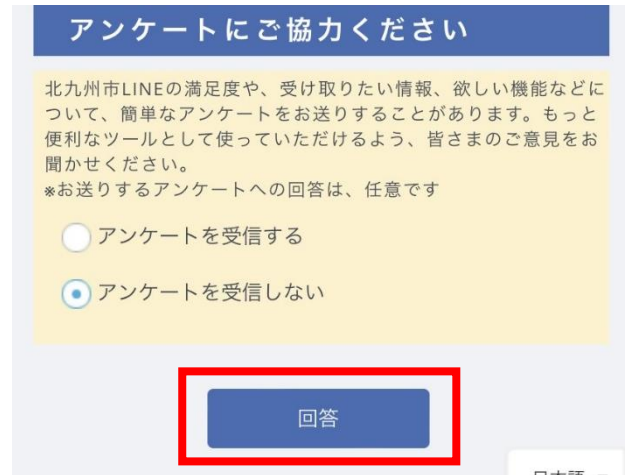 アンケートにご協力ください
北九州市LINEの満足度や、受け取りたい情報、欲しい機能などに
ついて、簡単なアンケートをお送りすることがあります。もっと
便利なツールとして使っていただけるよう、皆さまのご意見をお
聞かせください。
※お送りするアンケートへの回答は、任意です
アンケートを受信する
アンケートを受信しない
回答